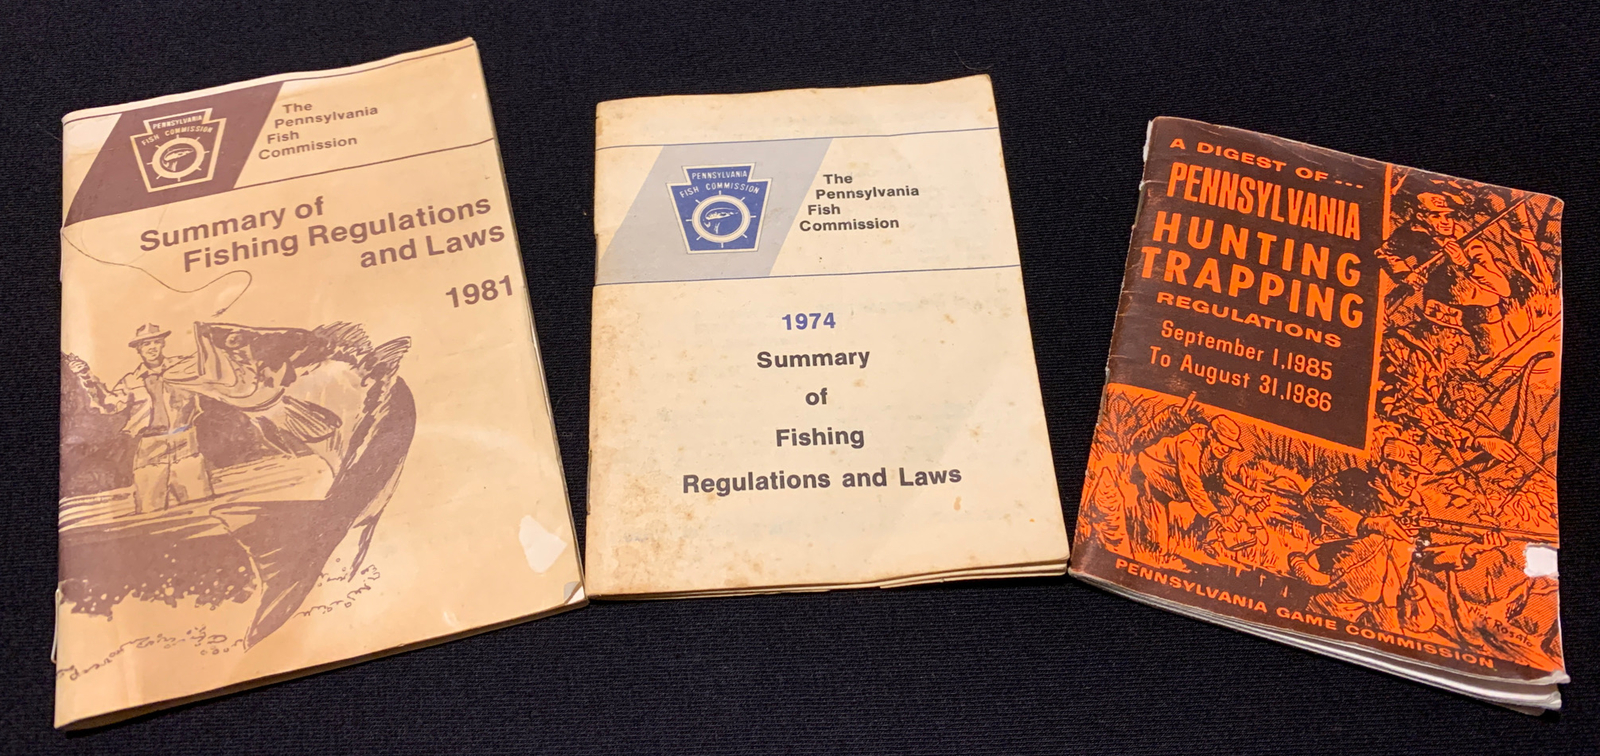 PENNSYLVANIA
FISH COMMISSION
The
Pennsylvania
Fish
Commission
Summary of
Fishing Regulations
and Laws
1981
PENNSYLVANIA
FISH COMMISSION
The
Pennsylvania
Fish
Commission
1974
Summary
of
Fishing
Regulations and Laws
A DIGEST OF...
PENNSYLVANIA
HUNTING
TRAPPING
REGULATIONS
September 1, 1985
To August 31, 1986
PENNSYLVANIA GAME COMMISSION